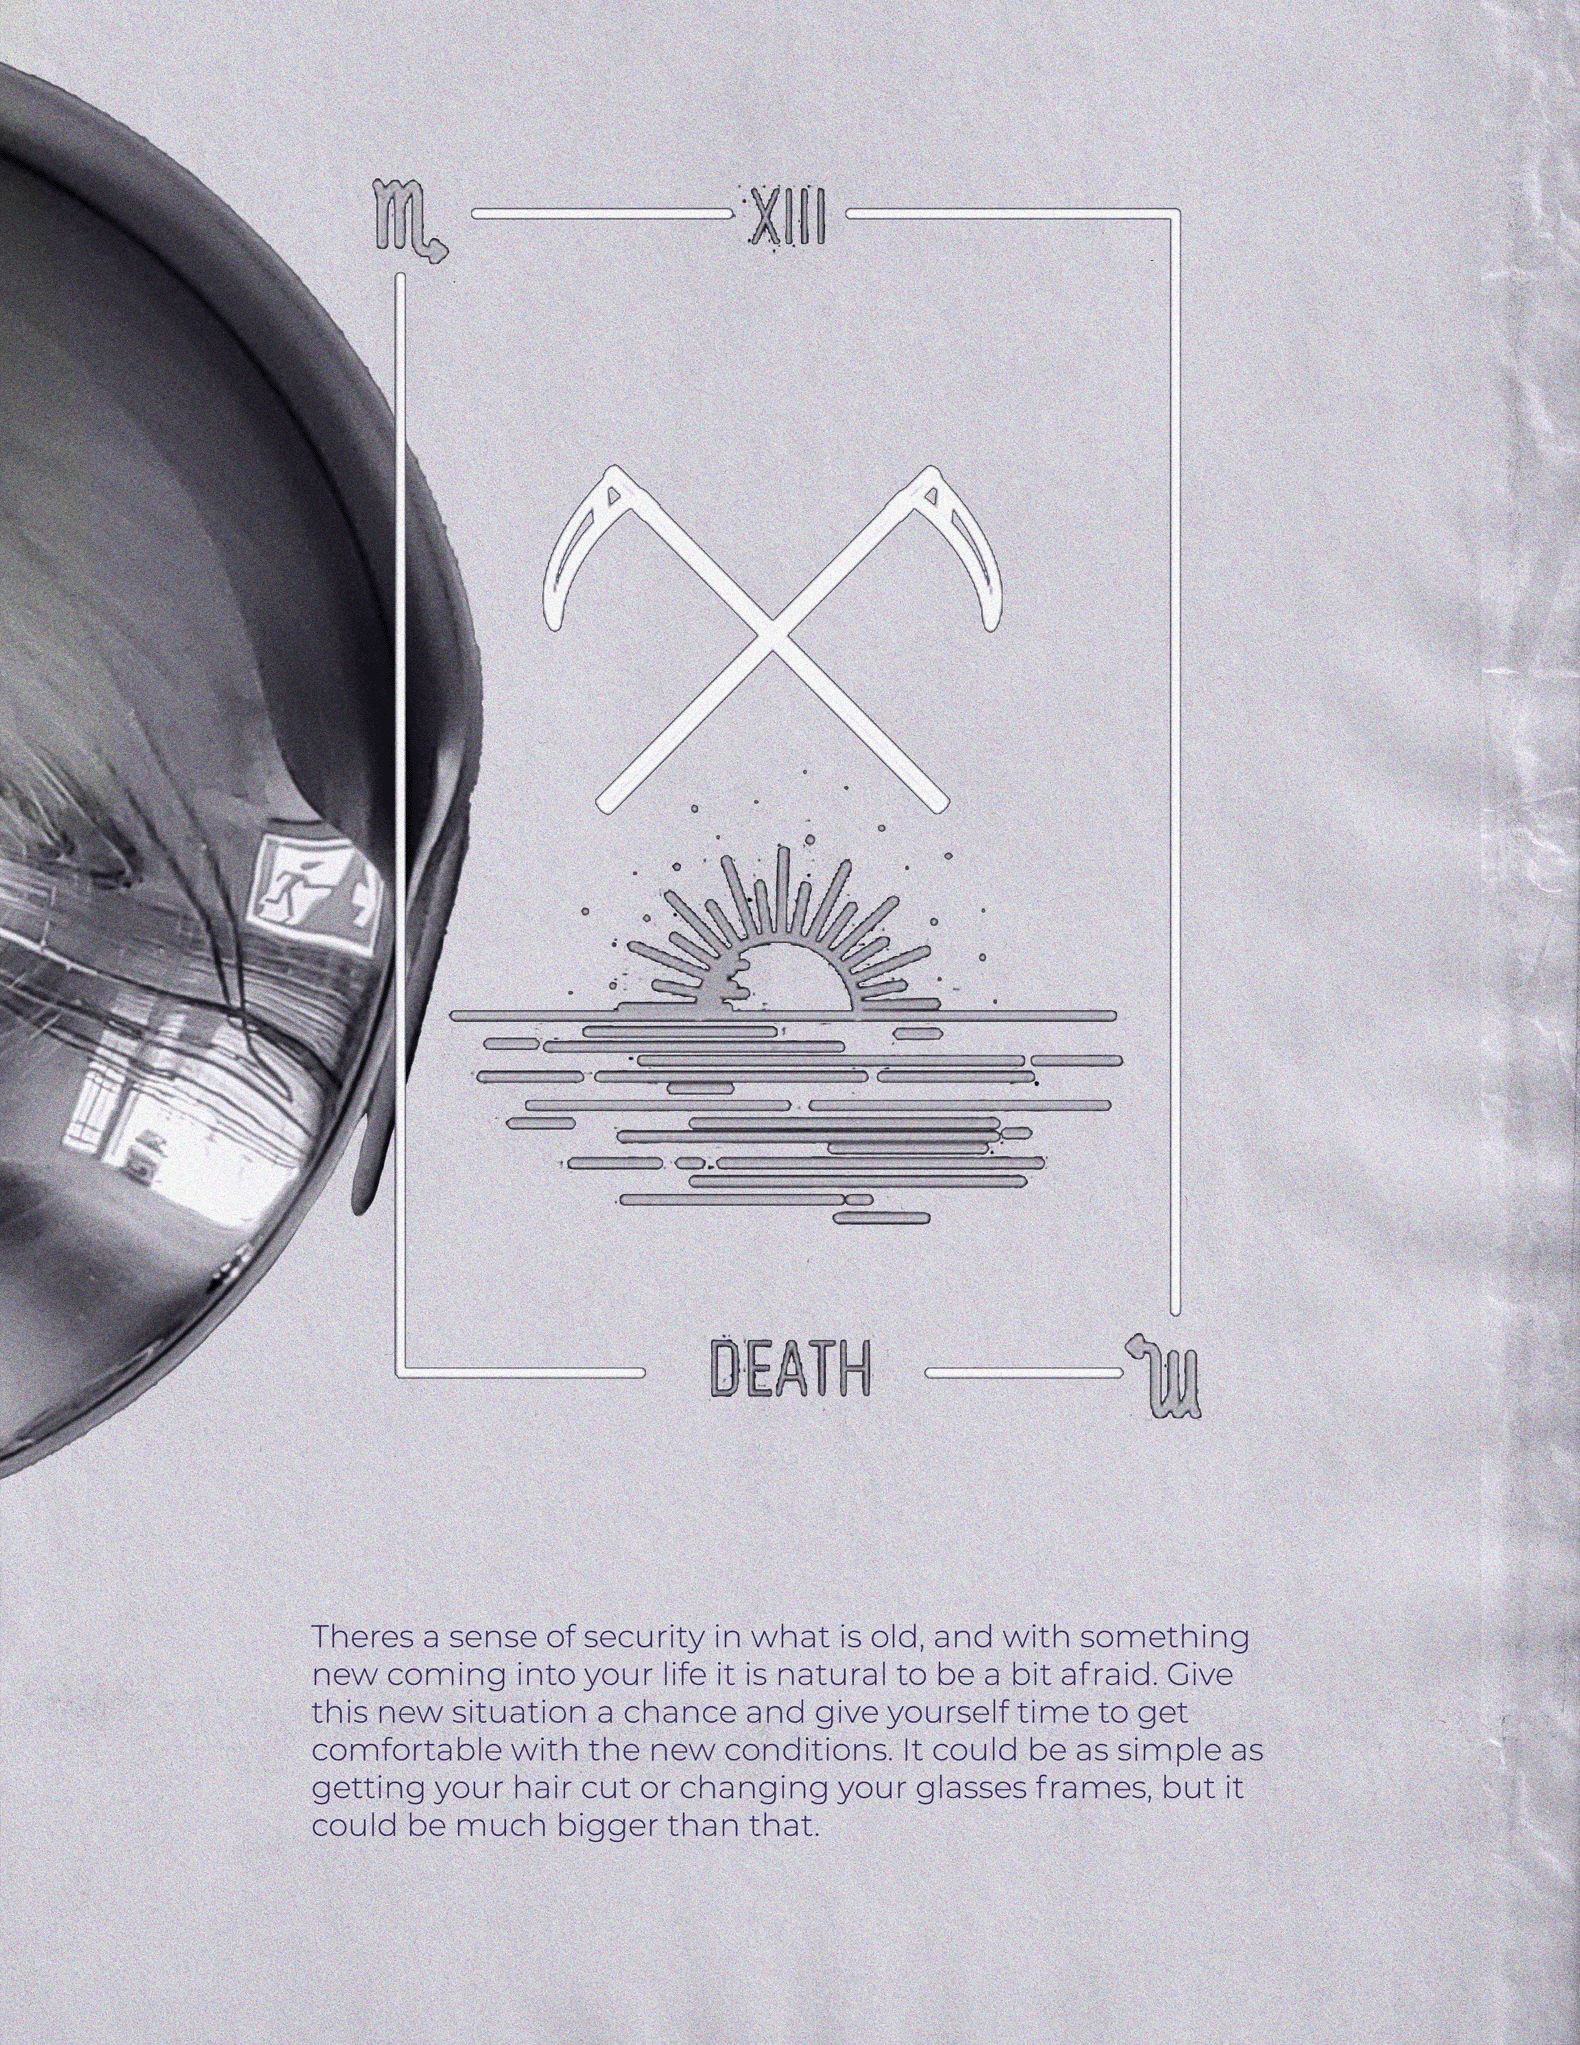 XIII
DEATH
Theres a sense of security in what is old, and with something
new coming into your life it is natural to be a bit afraid. Give
this new situation a chance and give yourself time to get
comfortable with the new conditions. It could be as simple as
getting your hair cut or changing your glasses frames, but it
could be much bigger than that.